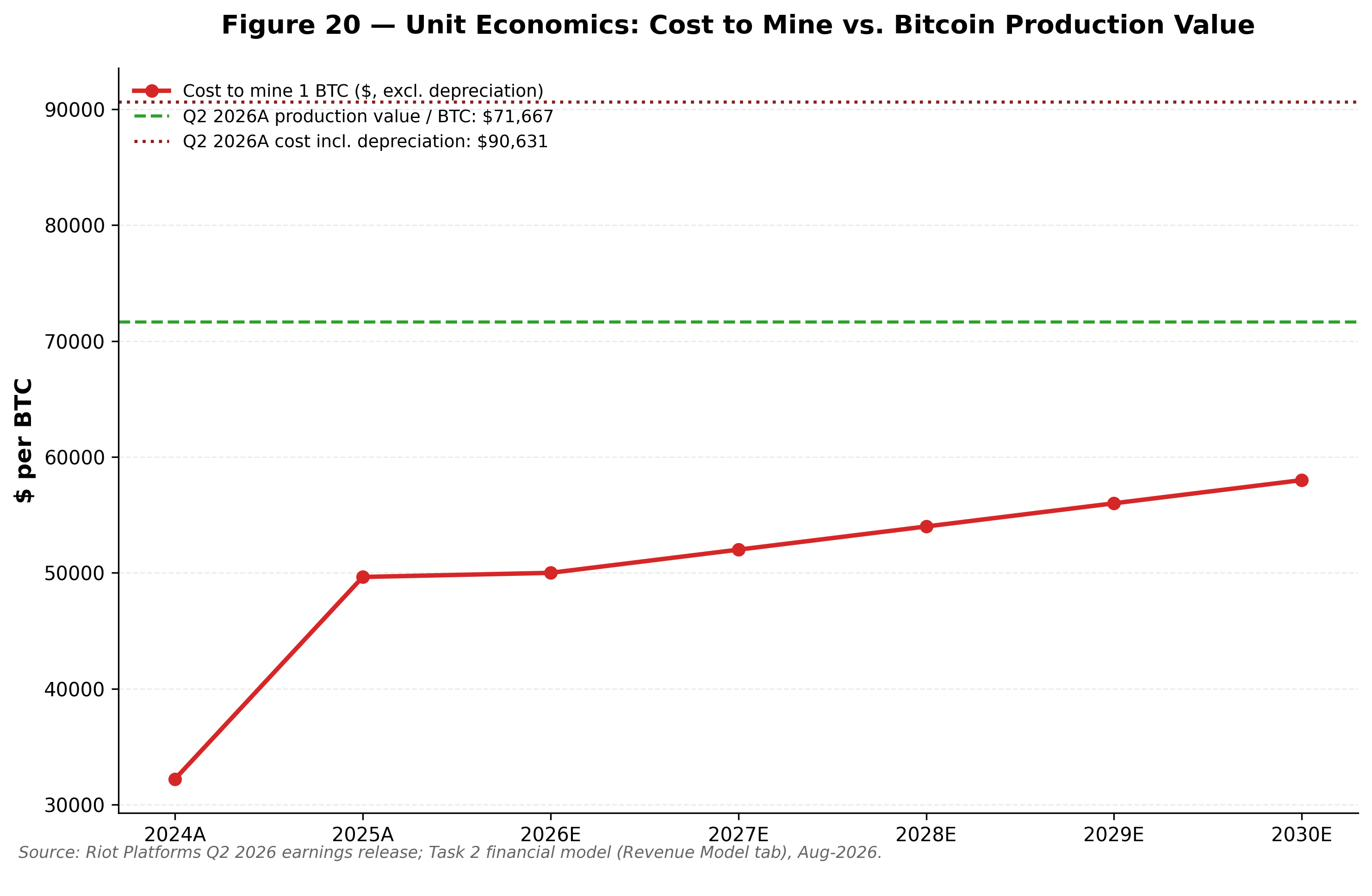 Figure 20 — Unit Economics: Cost to Mine vs. Bitcoin Production Value
Cost to mine 1 BTC ($, excl. depreciation)
Q2 2026A production value / BTC: $71,667
Q2 2026A cost incl. depreciation: $90,631
$ per BTC
90000
80000
70000
60000
50000
40000
30000
2024A 2025A 2026E 2027E 2028E 2029E 2030E
Source: Riot Platforms Q2 2026 earnings release; Task 2 financial model (Revenue Model tab), Aug-2026.